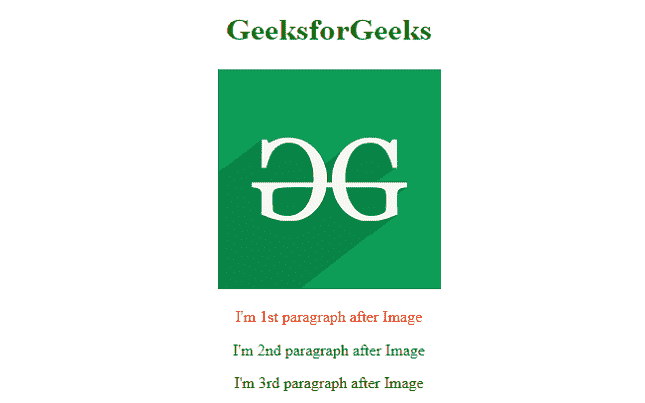 GeeksforGeeks
I'm 1st paragraph after Image
I'm 2nd paragraph after Image
I'm 3rd paragraph after Image